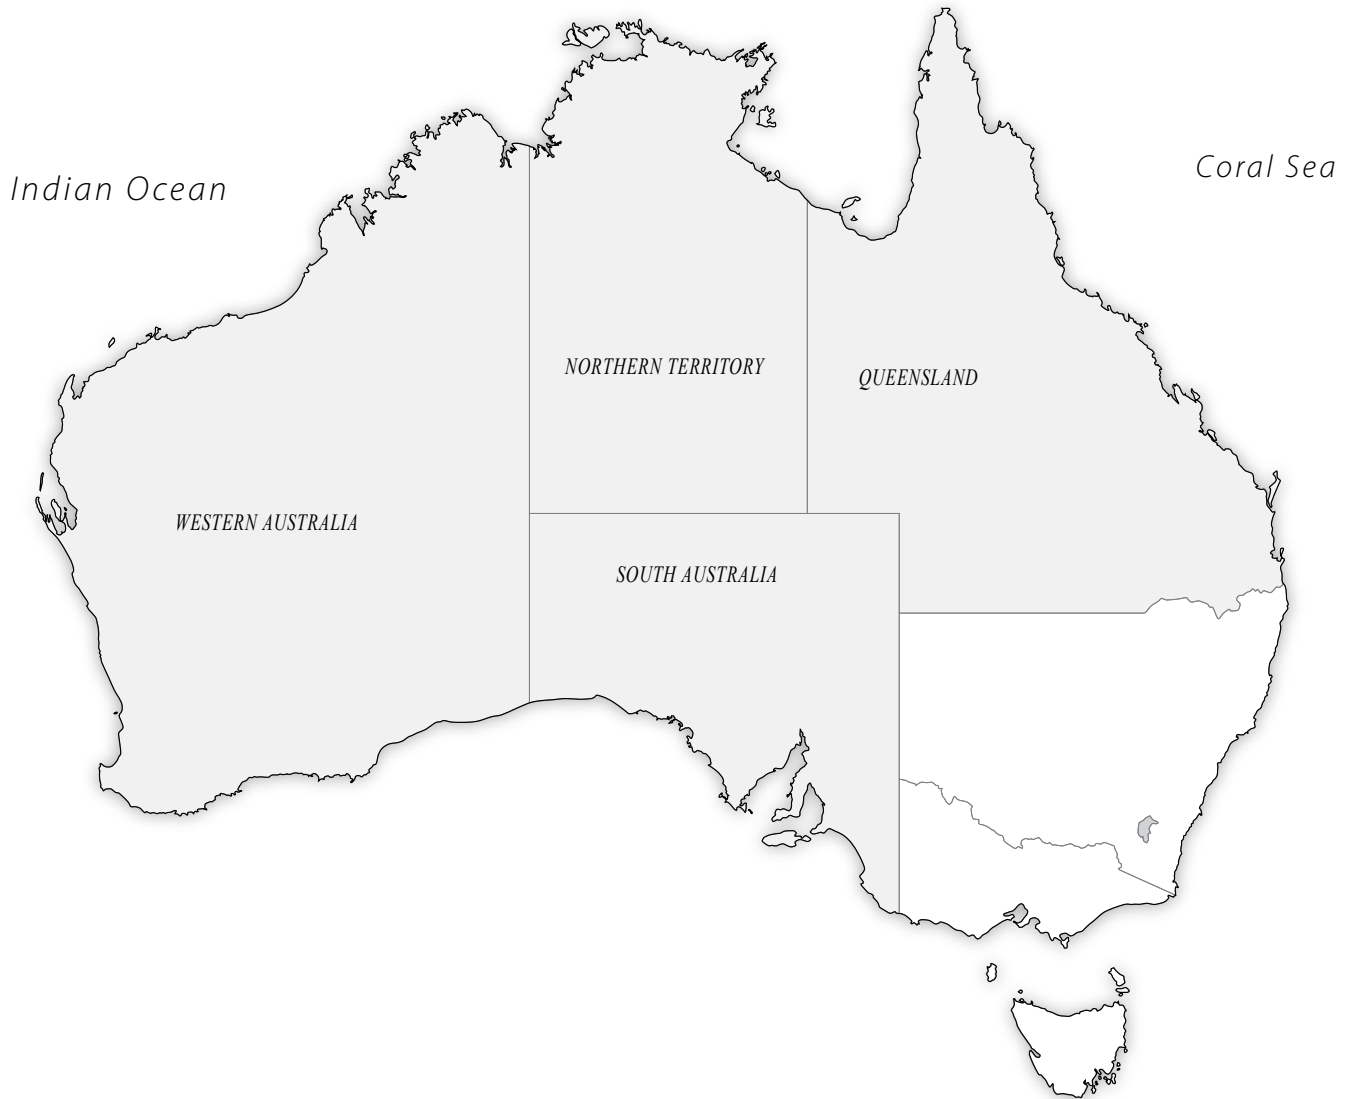 Coral Sea
Indian Ocean
NORTHERN TERRITORY
QUEENSLAND
WESTERN AUSTRALIA
SOUTH AUSTRALIA